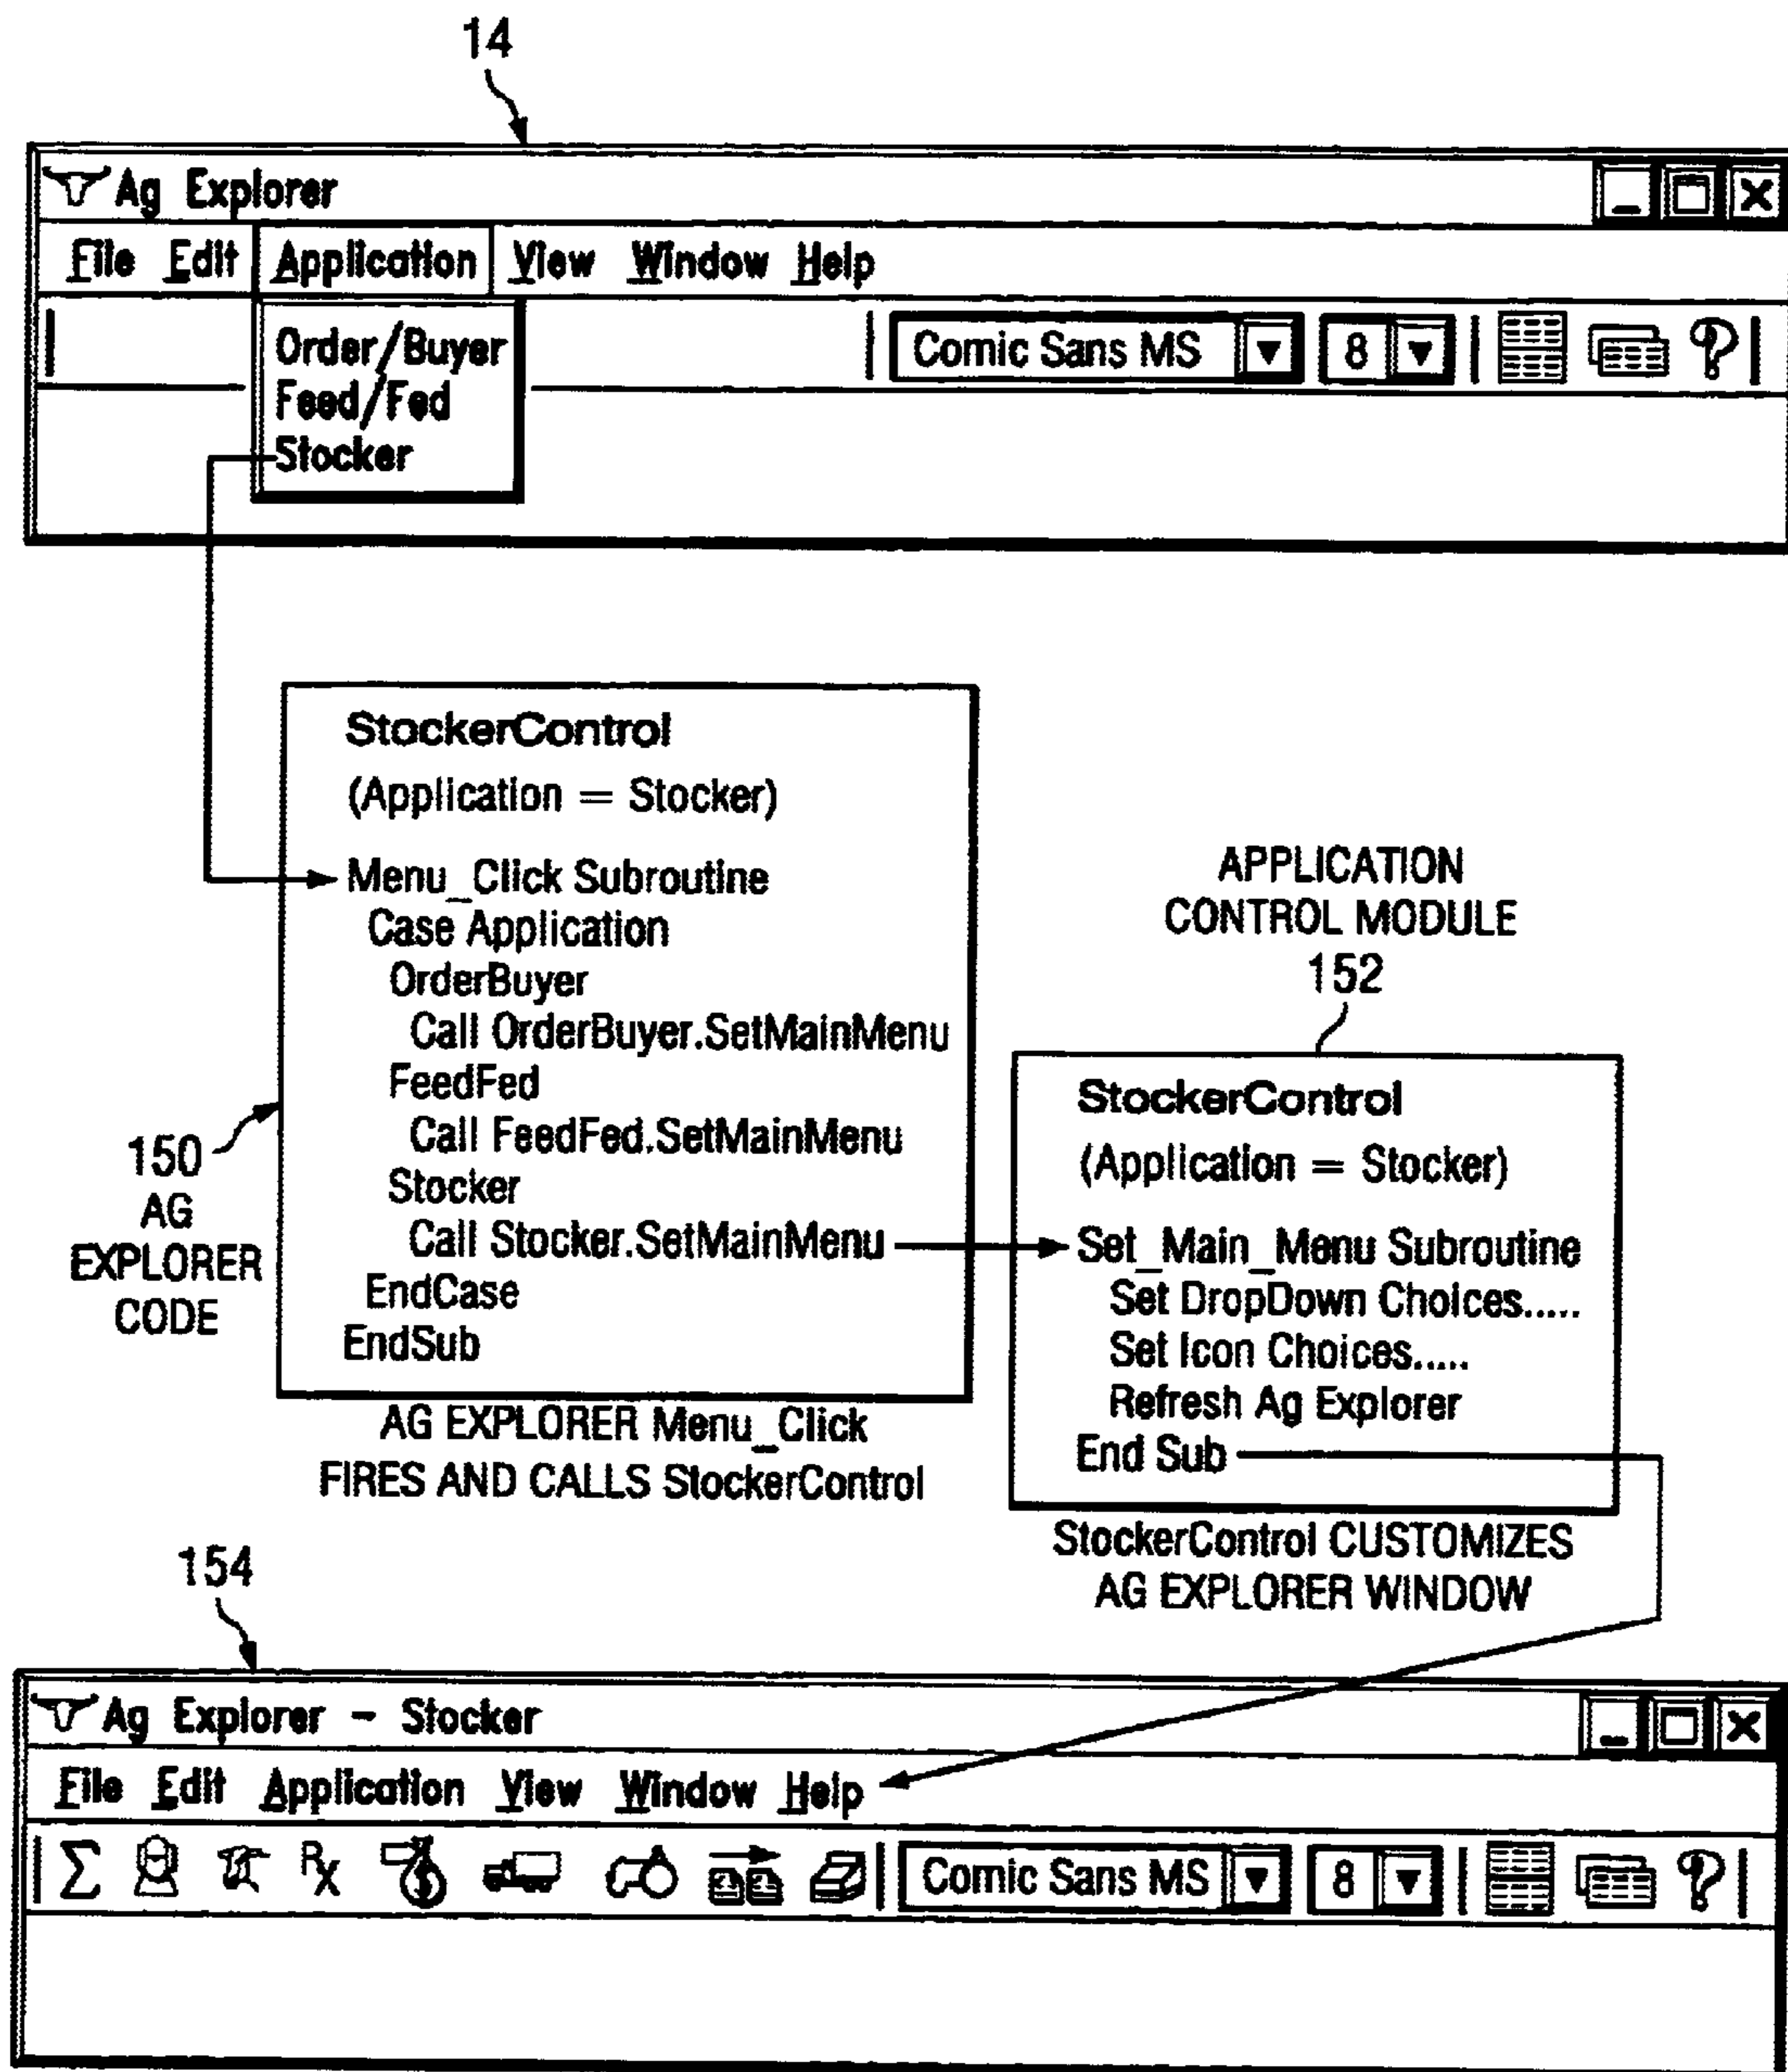 14
Ag Explorer
File Edit Application View Window Help
Order/Buyer
Feed/Fed
Stocker
Comic Sans MS 8
StockerControl
(Application = Stocker)
Menu_Click Subroutine
Case Application
OrderBuyer
Call OrderBuyer.SetMainMenu
FeedFed
Call FeedFed.SetMainMenu
Stocker
Call Stocker.SetMainMenu
EndCase
EndSub
150
AG
EXPLORER
CODE
AG EXPLORER Menu_Click
FIRES AND CALLS StockerControl
APPLICATION
CONTROL MODULE
152
StockerControl
(Application = Stocker)
Set_Main_Menu Subroutine
Set DropDown Choices.....
Set Icon Choices.....
Refresh Ag Explorer
End Sub
StockerControl CUSTOMIZES
AG EXPLORER WINDOW
154
Ag Explorer - Stocker
File Edit Application View Window Help
Σ Rx $ Comic Sans MS 8 ?